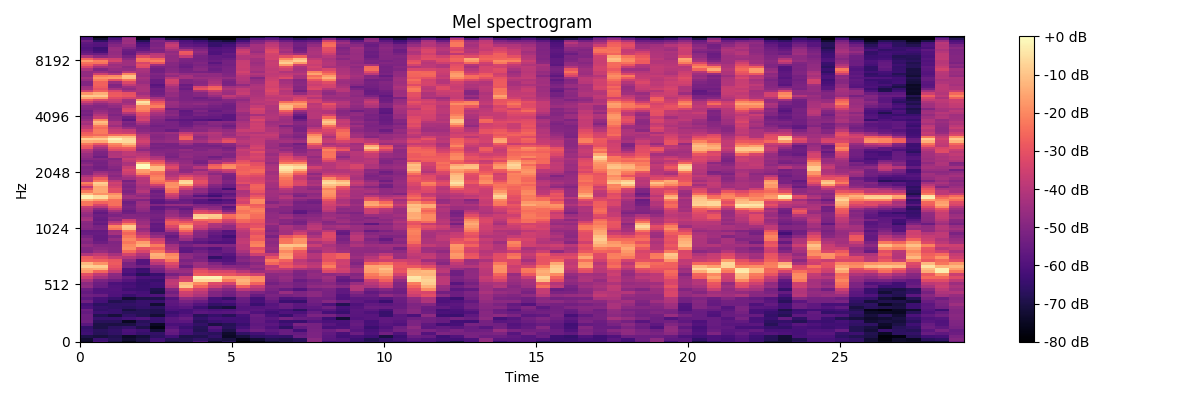 Mel spectrogram
Hz
8192
4096
2048
1024
512
0
0 5 10 15 20 25
Time
+0 dB
-10 dB
-20 dB
-30 dB
-40 dB
-50 dB
-60 dB
-70 dB
-80 dB